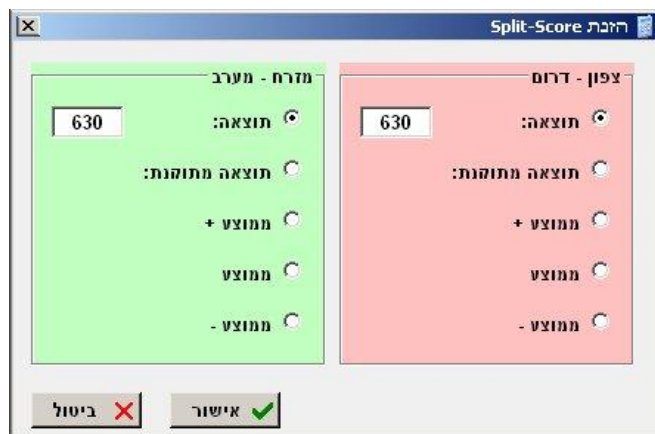 הזנת Split-Score
צפון - דרום
תוצאה: 630
תוצאה מתוקנת:
ממוצע +
ממוצע
ממוצע -
מזרח - מערב
תוצאה: 630
תוצאה מתוקנת:
ממוצע +
ממוצע
ממוצע -
אישור
ביטול